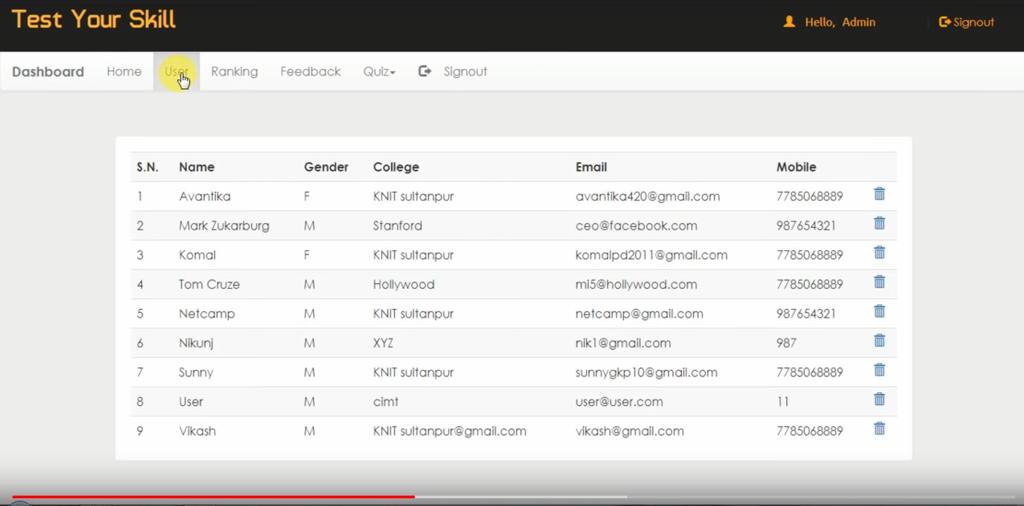 Test Your Skill Hello, Admin Signout
Dashboard Home User Ranking Feedback Quiz Signout
S.N. Name Gender College Email Mobile
1 Avantika F KNIT sultanpur avantika420@gmail.com 7785068889
2 Mark Zukarburg M Stanford ceo@facebook.com 987654321
3 Komal F KNIT sultanpur komalpd2011@gmail.com 7785068889
4 Tom Cruze M Hollywood mi5@hollywood.com 7785068889
5 Netcamp M KNIT sultanpur netcamp@gmail.com 987654321
6 Nikunj M XYZ nik1@gmail.com 987
7 Sunny M KNIT sultanpur sunnygkp10@gmail.com 7785068889
8 User M cimt user@user.com 11
9 Vikash M KNIT sultanpur@gmail.com vikash@gmail.com 7785068889